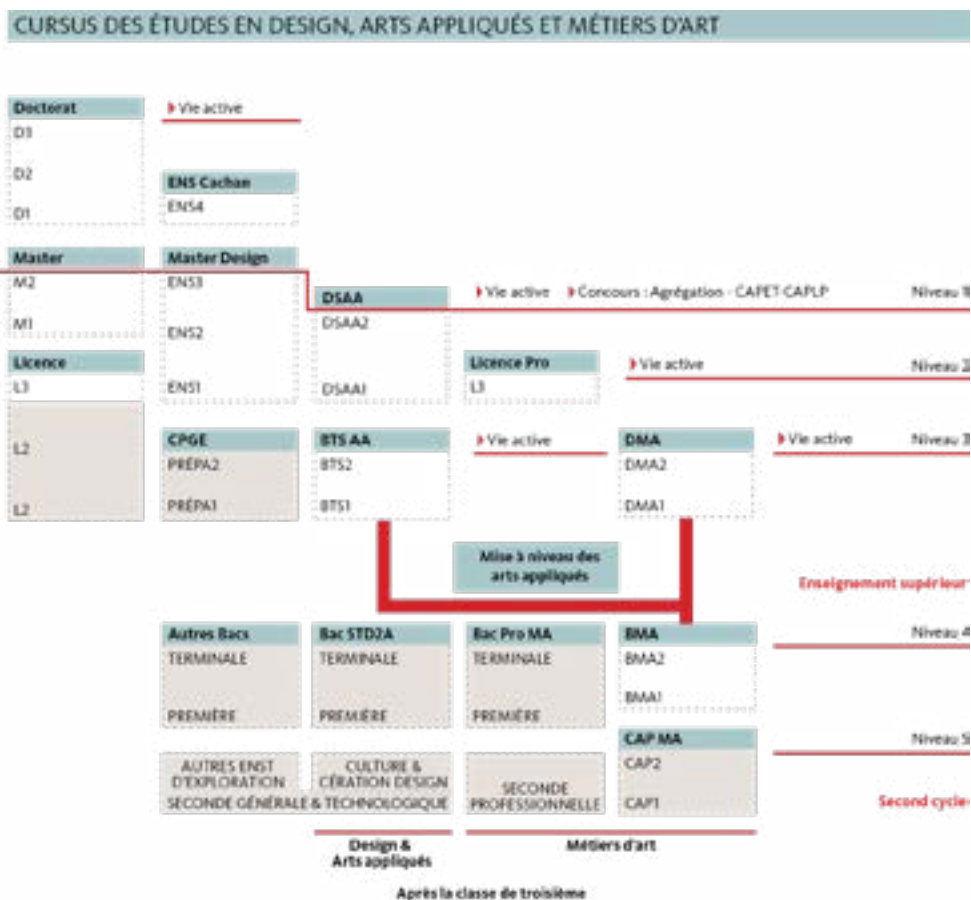 CURSUS DES ÉTUDES EN DESIGN, ARTS APPLIQUÉS ET MÉTIERS D'ART
Doctorat
Vie active
D3
D2
ENS Cachan
D1
ENS4
Master
Master Design
M2
ENS3
DSAA
Vie active Concours : Agrégation - CAPET-CAPLP
Niveau
M1
ENS2
DSAA2
Licence
Licence Pro
Vie active
Niveau 2
L3
ENS1
DSAA1
L3
CPGE
BTS AA
Vie active
DMA
Vie active
Niveau 3
L2
PRÉPA2
BTS2
DMA2
L2
PRÉPA1
BTS1
DMA1
Mise à niveau des
arts appliqués
Enseignement supérieur
Autres Bacs
Bac STD2A
Bac Pro MA
BMA
Niveau 4
TERMINALE
TERMINALE
TERMINALE
BMA2
BMA1
PREMIÈRE
PREMIÈRE
PREMIÈRE
CAP MA
Niveau 5
AUTRES ENST
D'EXPLORATION
CULTURE &
CÉRATION DESIGN
SECONDE GÉNÉRALE & TECHNOLOGIQUE
SECONDE
PROFESSIONNELLE
CAP2
CAP1
Second cycle
Design &
Arts appliqués
Métiers d'art
Après la classe de troisième